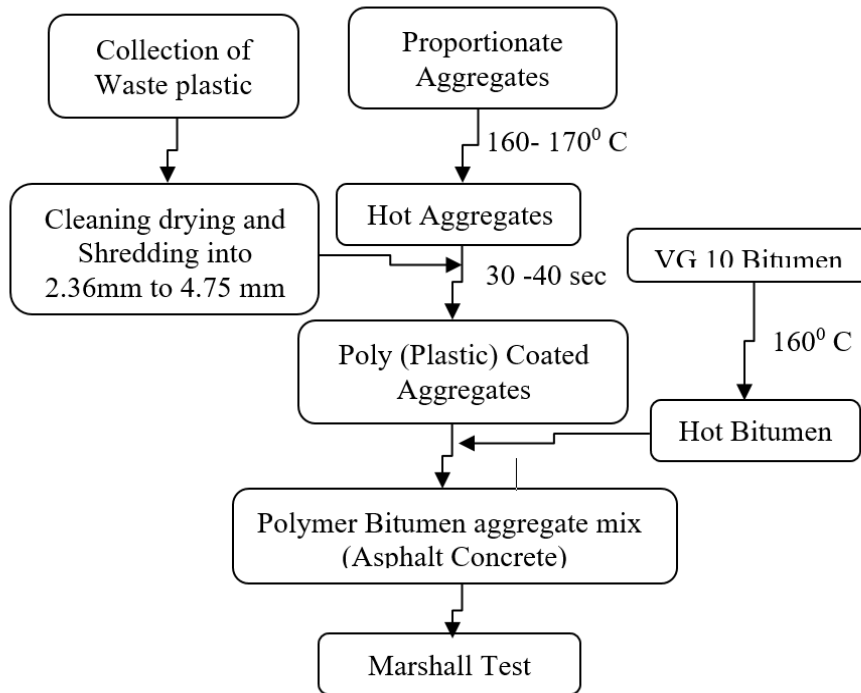 Collection of
Waste plastic
Proportionate
Aggregates
160- 170⁰ C
Cleaning drying and
Shredding into
2.36mm to 4.75 mm
Hot Aggregates
30 -40 sec
VG 10 Bitumen
160⁰ C
Poly (Plastic) Coated
Aggregates
Hot Bitumen
Polymer Bitumen aggregate mix
(Asphalt Concrete)
Marshall Test